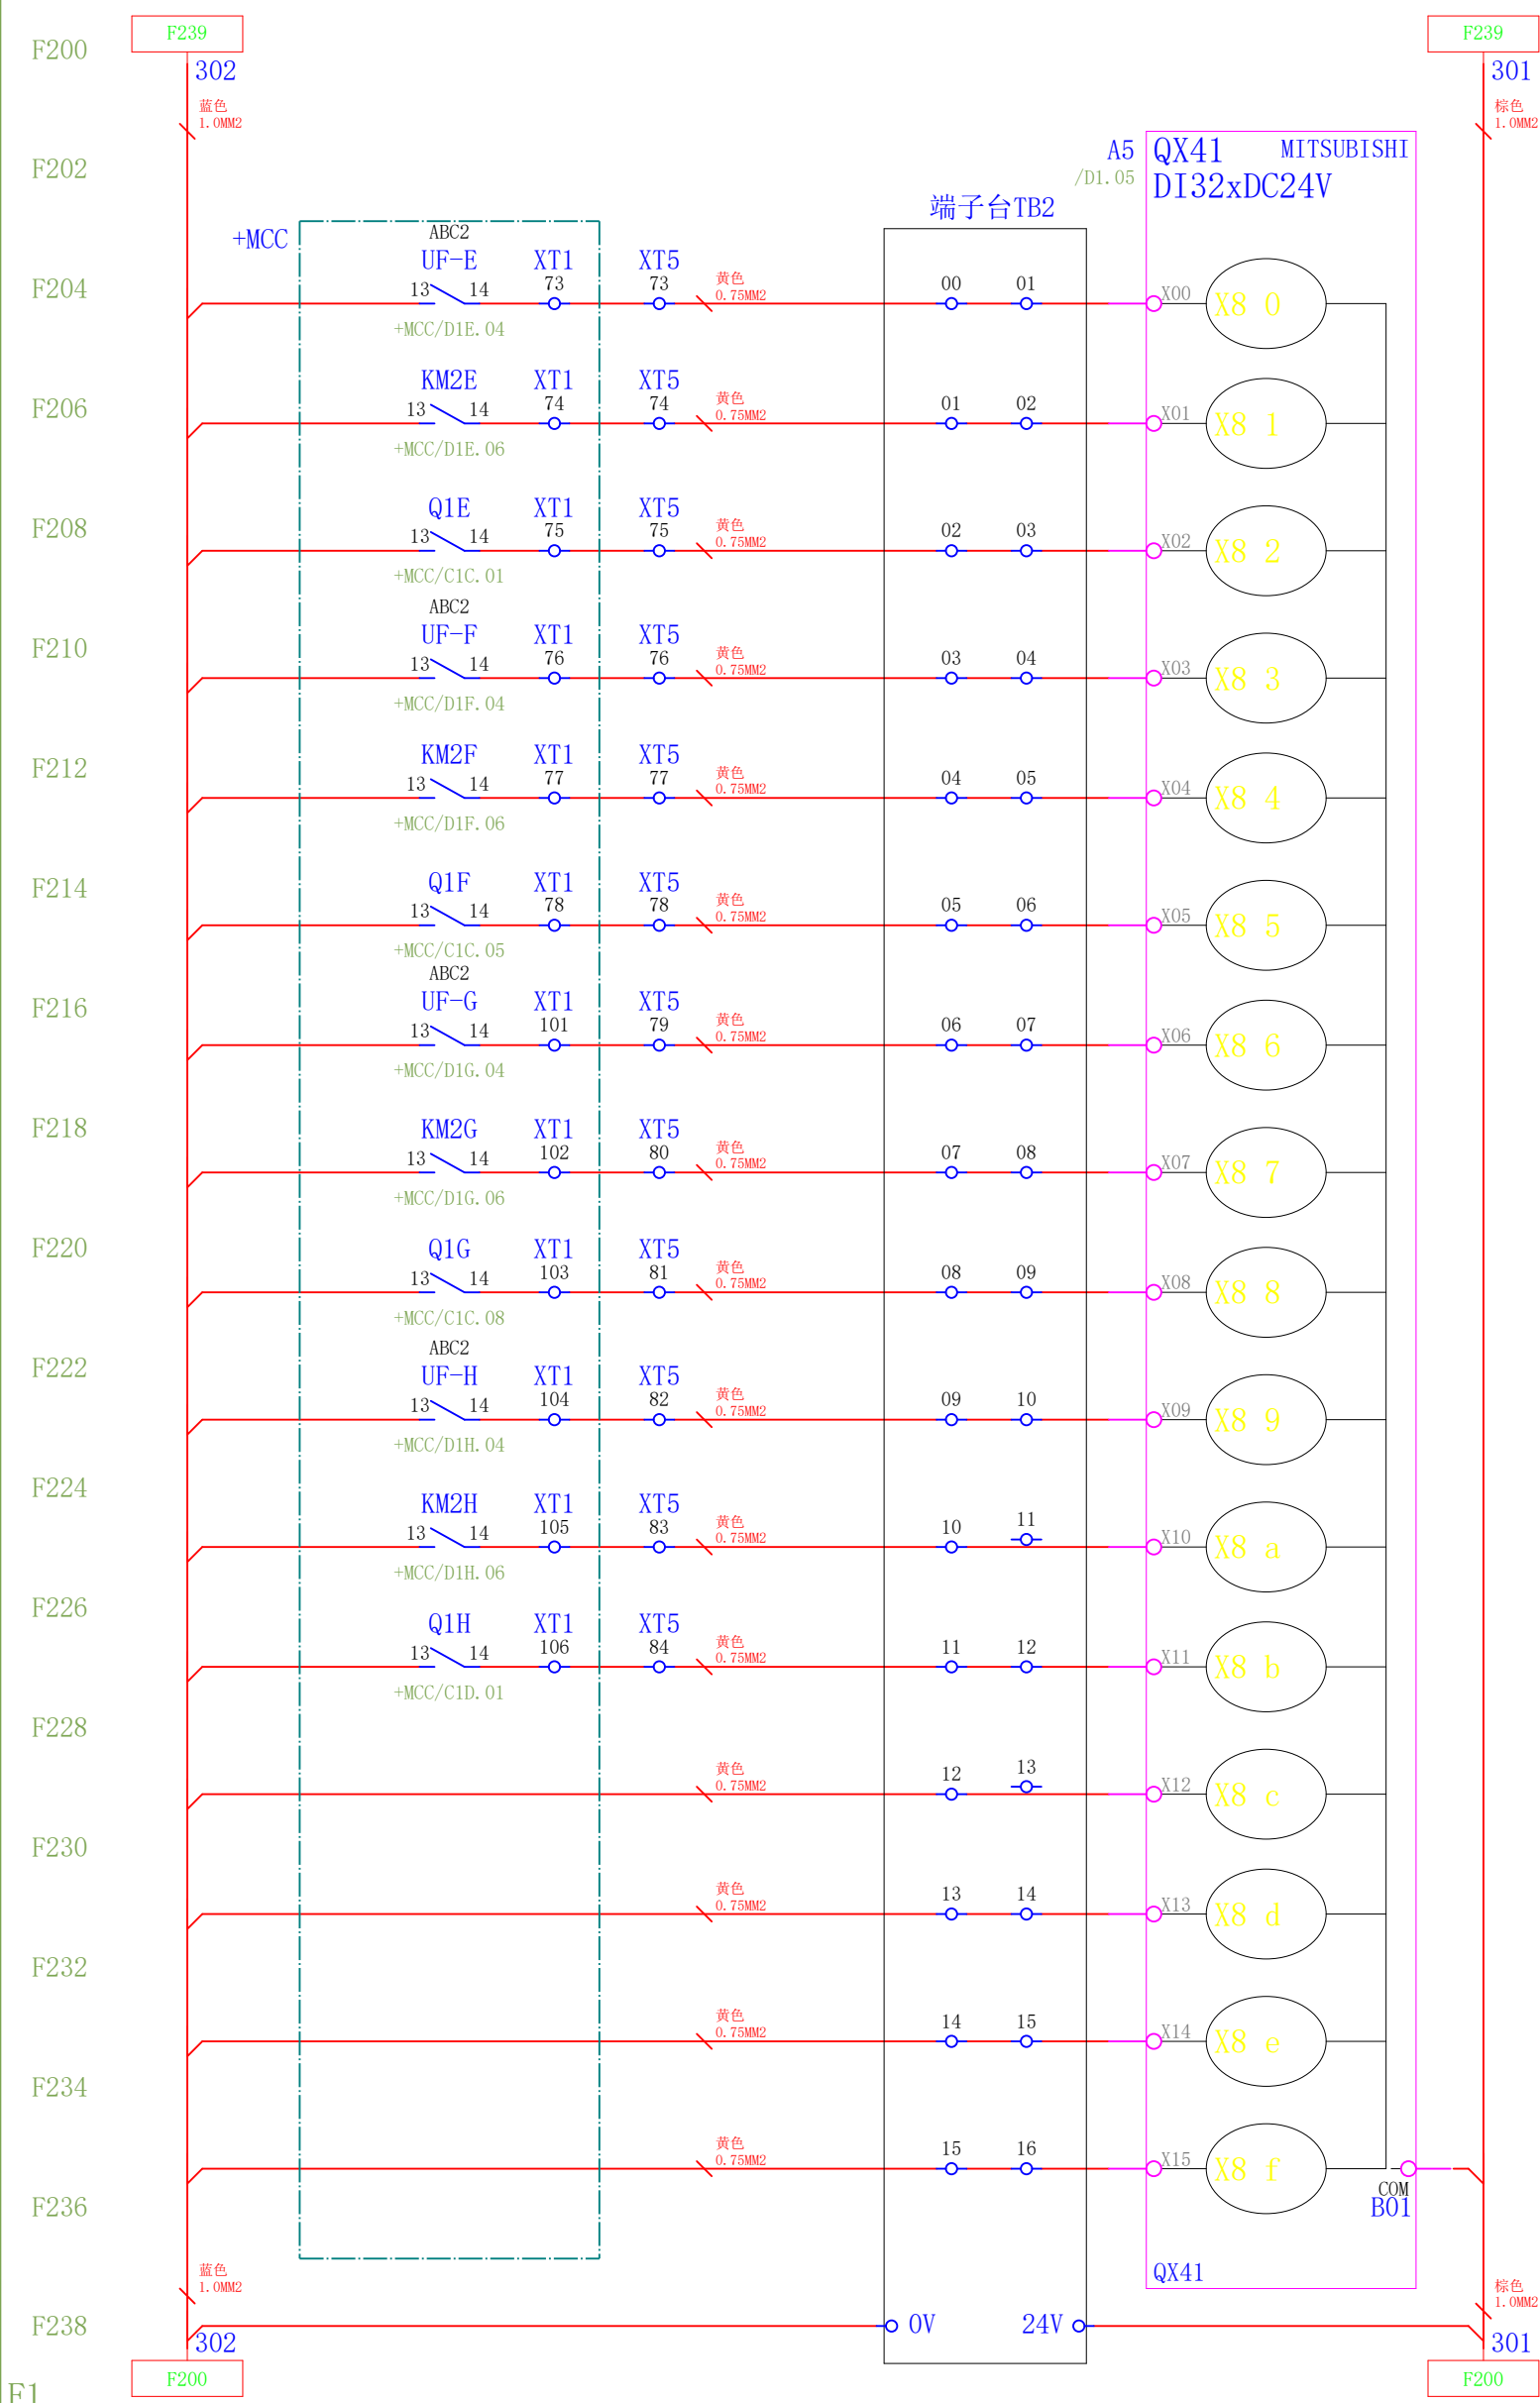 F239
F239
F200
302
301
蓝色
1.0MM2
棕色
1.0MM2
A5
QX41
MITSUBISHI
F202
/D1.05
DI32xDC24V
端子台TB2
+MCC
ABC2
UF-E
XT1
XT5
F204
13
14
73
73
黄色
0.75MM2
00
01
X00
X8 0
+MCC/D1E.04
KM2E
XT1
XT5
F206
13
14
74
74
黄色
0.75MM2
01
02
X01
X8 1
+MCC/D1E.06
Q1E
XT1
XT5
F208
13
14
75
75
黄色
0.75MM2
02
03
X02
X8 2
+MCC/C1C.01
ABC2
UF-F
XT1
XT5
F210
13
14
76
76
黄色
0.75MM2
03
04
X03
X8 3
+MCC/D1F.04
KM2F
XT1
XT5
F212
13
14
77
77
黄色
0.75MM2
04
05
X04
X8 4
+MCC/D1F.06
Q1F
XT1
XT5
F214
13
14
78
78
黄色
0.75MM2
05
06
X05
X8 5
+MCC/C1C.05
ABC2
UF-G
XT1
XT5
F216
13
14
101
79
黄色
0.75MM2
06
07
X06
X8 6
+MCC/D1G.04
KM2G
XT1
XT5
F218
13
14
102
80
黄色
0.75MM2
07
08
X07
X8 7
+MCC/D1G.06
Q1G
XT1
XT5
F220
13
14
103
81
黄色
0.75MM2
08
09
X08
X8 8
+MCC/C1C.08
ABC2
UF-H
XT1
XT5
F222
13
14
104
82
黄色
0.75MM2
09
10
X09
X8 9
+MCC/D1H.04
KM2H
XT1
XT5
F224
13
14
105
83
黄色
0.75MM2
10
11
X10
X8 a
+MCC/D1H.06
Q1H
XT1
XT5
F226
13
14
106
84
黄色
0.75MM2
11
12
X11
X8 b
+MCC/C1D.01
F228
黄色
0.75MM2
12
13
X12
X8 c
F230
黄色
0.75MM2
13
14
X13
X8 d
F232
黄色
0.75MM2
14
15
X14
X8 e
F234
黄色
0.75MM2
15
16
X15
X8 f
COM
B01
F236
蓝色
1.0MM2
QX41
棕色
1.0MM2
F238
0V
24V
302
301
F200
F200
F1